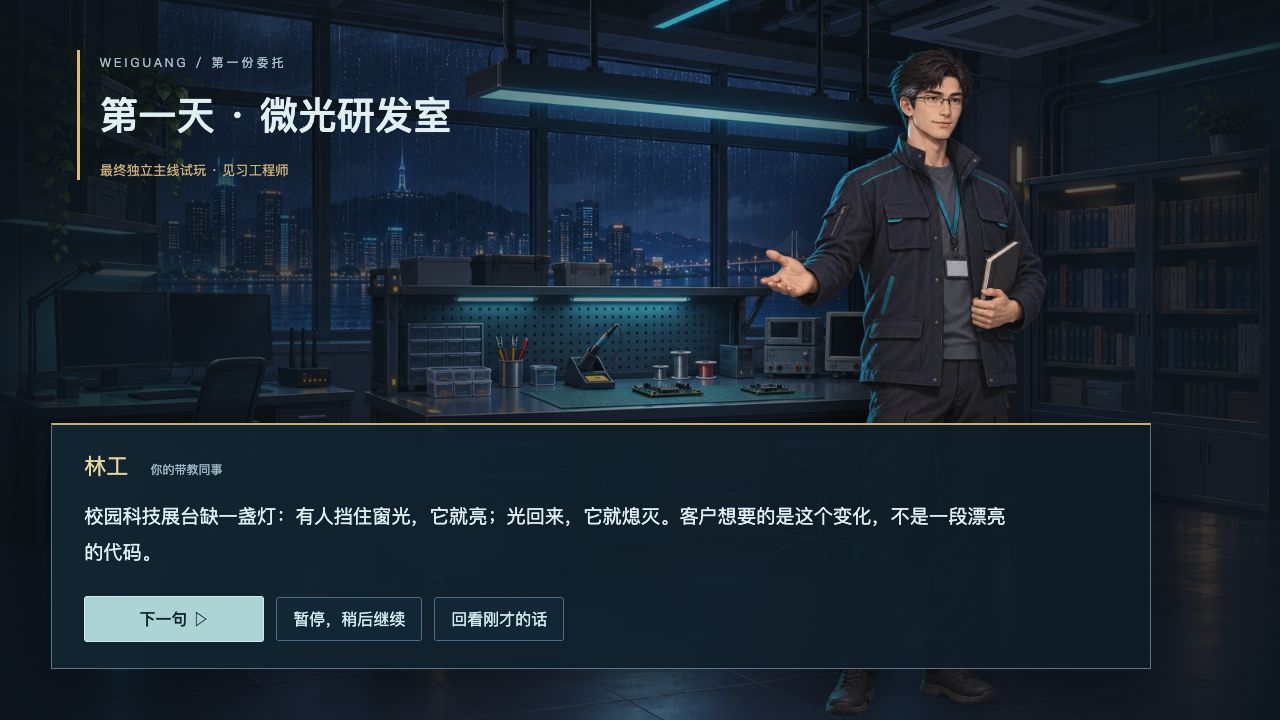 WEIGUANG / 第一份委托
第一天 · 微光研发室
最终独立主线试玩 · 见习工程师
林工 你的带教同事
校园科技展台缺一盏灯：有人挡住窗光，它就亮；光回来，它就熄灭。客户想要的是这个变化，不是一段漂亮
的代码。
下一句 ▷
暂停，稍后继续
回看刚才的话